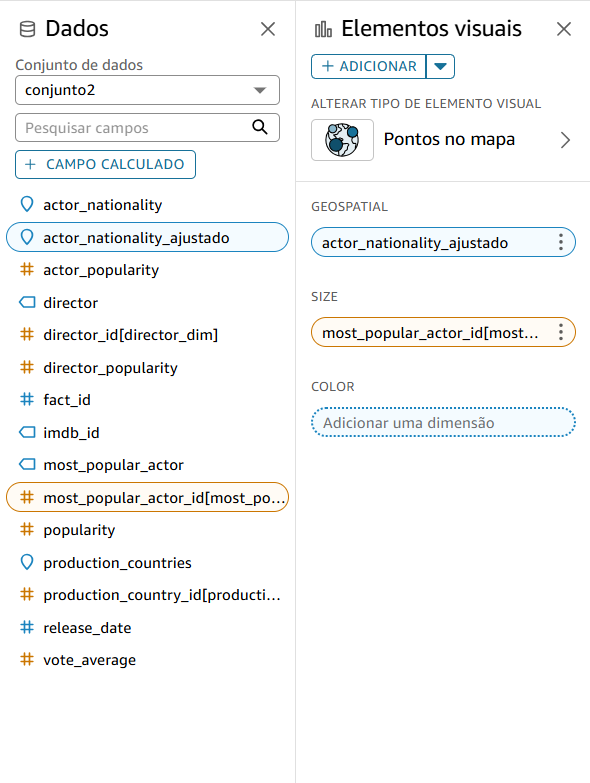 Dados
Conjunto de dados
conjunto2
Pesquisar campos
+ CAMPO CALCULADO
actor_nationality
actor_nationality_ajustado
# actor_popularity
director
# director_id[director_dim]
# director_popularity
# fact_id
imdb_id
most_popular_actor
# most_popular_actor_id[most_po...
# popularity
production_countries
# production_country_id[producti...
# release_date
# vote_average
Elementos visuais
+ ADICIONAR
ALTERAR TIPO DE ELEMENTO VISUAL
Pontos no mapa
GEOSPATIAL
actor_nationality_ajustado
SIZE
most_popular_actor_id[most...
COLOR
Adicionar uma dimensão